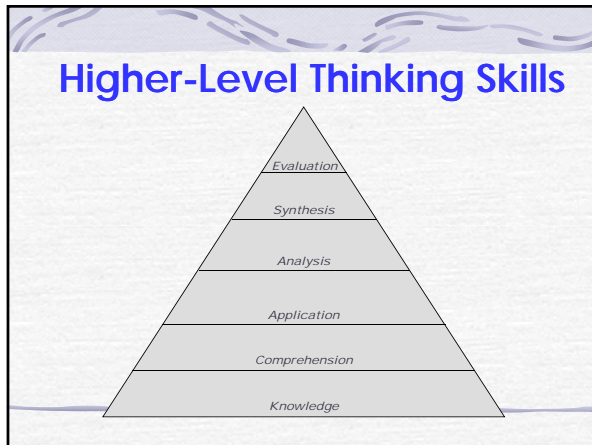 Higher-Level Thinking Skills
Evaluation
Synthesis
Analysis
Application
Comprehension
Knowledge